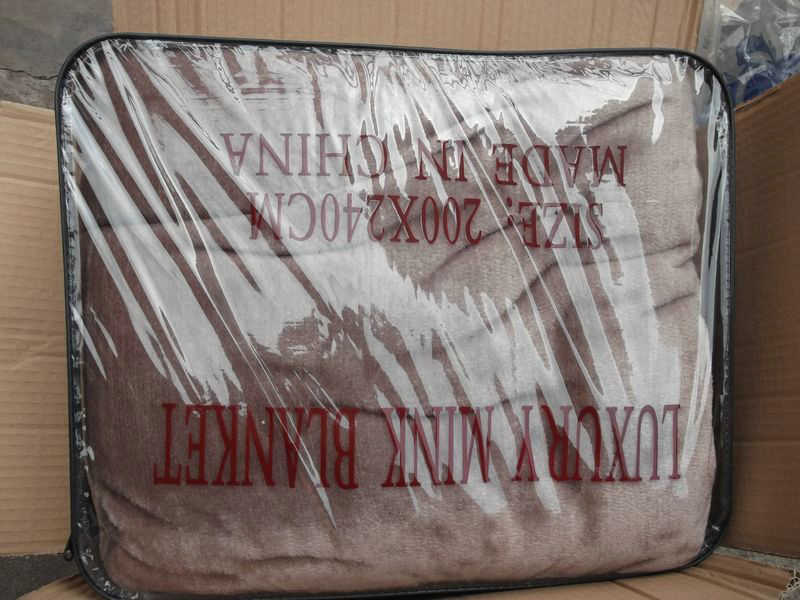 LUXURY MINK BLANKET
SIZE: 200X240CM
MADE IN CHINA